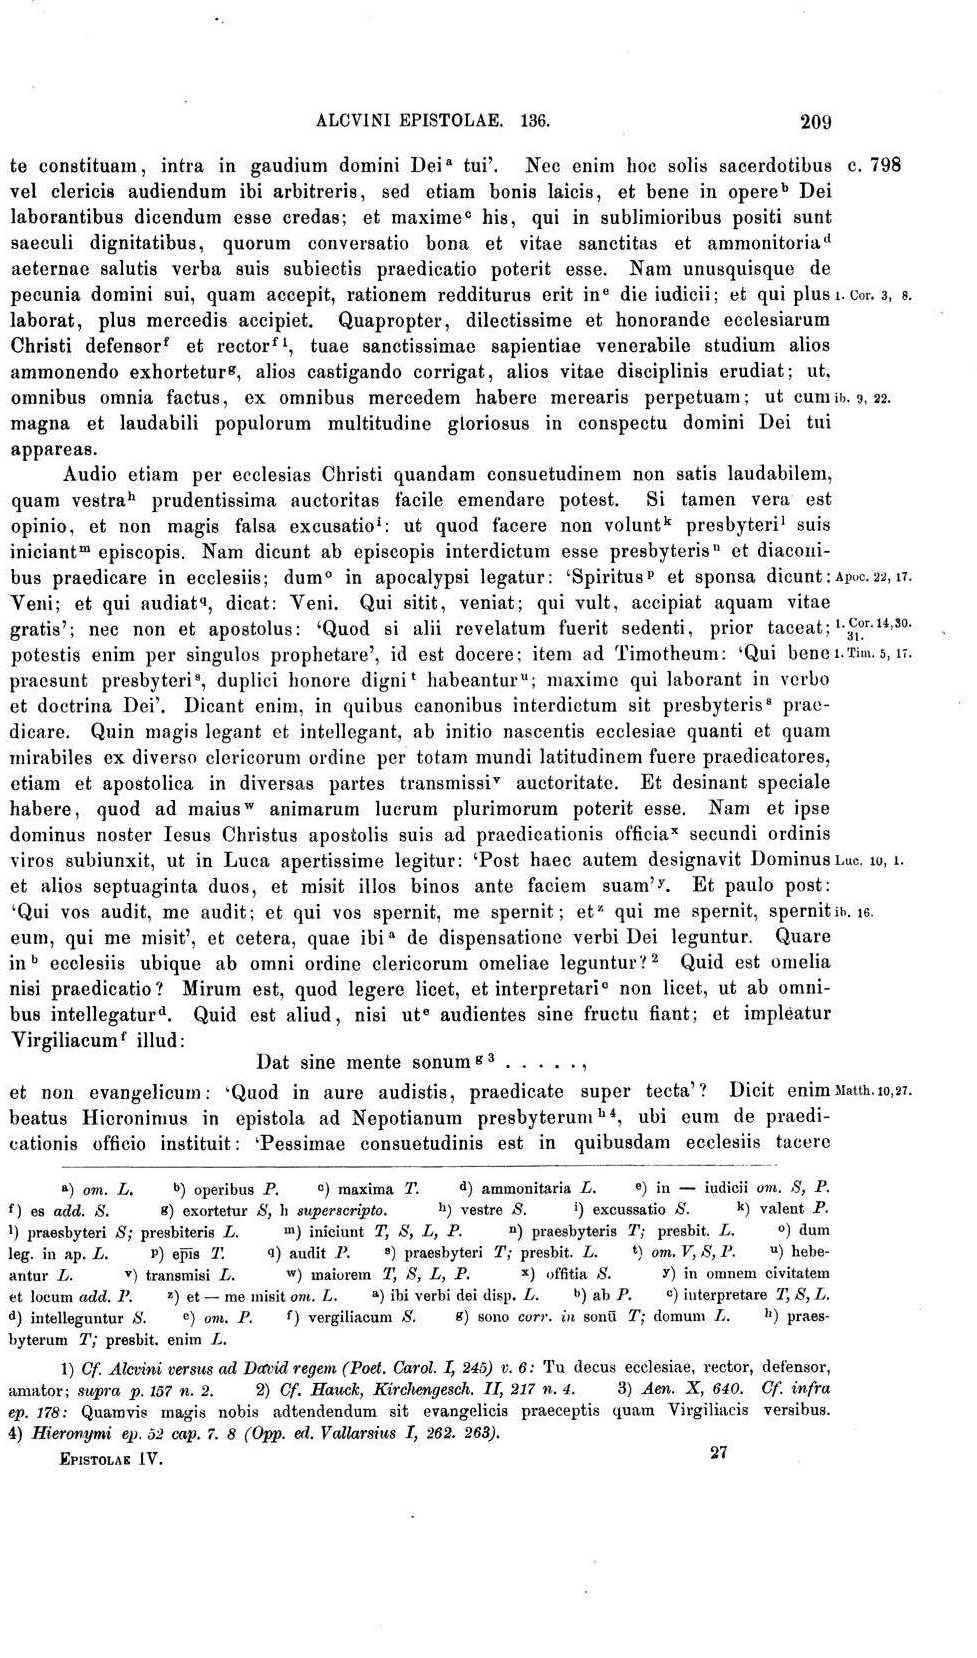 ALCVINI EPISTOLAE. 136. 209
te constituam, intra in gaudium domini Dei ᵃ tui’. Nec enim hoc solis sacerdotibus c. 798
vel clericis audiendum ibi arbitreris, sed etiam bonis laicis, et bene in opere ᵇ Dei
laborantibus dicendum esse credas; et maxime ᶜ his, qui in sublimioribus positi sunt
saeculi dignitatibus, quorum conversatio bona et vitae sanctitas et ammonitoria ᵈ
aeternae salutis verba suis subiectis praedicatio poterit esse. Nam unusquisque de
pecunia domini sui, quam accepit, rationem redditurus erit in ᵉ die iudicii; et qui plus 1. Cor. 3, 8.
laborat, plus mercedis accipiet. Quapropter, dilectissime et honorande ecclesiarum
Christi defensor ᶠ et rector ᶠ ¹, tuae sanctissimae sapientiae venerabile studium alios
ammonendo exhortetur ᵍ, alios castigando corrigat, alios vitae disciplinis erudiat; ut,
omnibus omnia factus, ex omnibus mercedem habere merearis perpetuam; ut cum ib. 9, 22.
magna et laudabili populorum multitudine gloriosus in conspectu domini Dei tui
appareas.
Audio etiam per ecclesias Christi quandam consuetudinem non satis laudabilem,
quam vestra ʰ prudentissima auctoritas facile emendare potest. Si tamen vera est
opinio, et non magis falsa excusatio ⁱ: ut quod facere non volunt ᵏ presbyteri ˡ suis
iniciant ᵐ episcopis. Nam dicunt ab episcopis interdictum esse presbyteris ⁿ et diaconi-
bus praedicare in ecclesiis; dum ᵒ in apocalypsi legatur: ‘Spiritus ᵖ et sponsa dicunt: Apoc. 22, 17.
Veni; et qui audiat ᑫ, dicat: Veni. Qui sitit, veniat; qui vult, accipiat aquam vitae
gratis’; nec non et apostolus: ‘Quod si alii revelatum fuerit sedenti, prior taceat; 1. Cor. 14, 30. 31.
potestis enim per singulos prophetare’, id est docere; item ad Timotheum: ‘Qui bene 1. Tim. 5, 17.
praesunt presbyteri ˢ, duplici honore digni ᵗ habeantur ᵘ; maxime qui laborant in verbo
et doctrina Dei’. Dicant enim, in quibus canonibus interdictum sit presbyteris ˢ prae-
dicare. Quin magis legant et intellegant, ab initio nascentis ecclesiae quanti et quam
mirabiles ex diverso clericorum ordine per totam mundi latitudinem fuere praedicatores,
etiam et apostolica in diversas partes transmissi ᵛ auctoritate. Et desinant speciale
habere, quod ad maius ʷ animarum lucrum plurimorum poterit esse. Nam et ipse
dominus noster Iesus Christus apostolis suis ad praedicationis officia ˣ secundi ordinis
viros subiunxit, ut in Luca apertissime legitur: ‘Post haec autem designavit Dominus Luc. 10, 1.
et alios septuaginta duos, et misit illos binos ante faciem suam’ ʸ. Et paulo post:
‘Qui vos audit, me audit; et qui vos spernit, me spernit; et ᶻ qui me spernit, spernit ib. 16.
eum, qui me misit’, et cetera, quae ibi ᵃ de dispensatione verbi Dei leguntur. Quare
in ᵇ ecclesiis ubique ab omni ordine clericorum omeliae leguntur? ² Quid est omelia
nisi praedicatio? Mirum est, quod legere licet, et interpretari ᶜ non licet, ut ab omni-
bus intellegatur ᵈ. Quid est aliud, nisi ut ᵉ audientes sine fructu fiant; et impleatur
Virgiliacum ᶠ illud:
Dat sine mente sonum ᵍ ³ . . . . . ,
et non evangelicum: ‘Quod in aure audistis, praedicate super tecta’? Dicit enim Matth. 10, 27.
beatus Hieronimus in epistola ad Nepotianum presbyterum ʰ ⁴, ubi eum de praedi-
cationis officio instituit: ‘Pessimae consuetudinis est in quibusdam ecclesiis tacere
a) om. L. b) operibus P. c) maxima T. d) ammonitaria L. e) in — iudicii om. S, P.
f) es add. S. g) exortetur S, h superscripto. h) vestre S. i) excussatio S. k) valent P.
l) praesbyteri S; presbiteris L. m) iniciunt T, S, L, P. n) praesbyteris T; presbit. L. o) dum
leg. in ap. L. p) ep̄is T. q) audit P. s) praesbyteri T; presbit. L. t) om. V, S, P. u) hebe-
antur L. v) transmisi L. w) maiorem T, S, L, P. x) offitia S. y) in omnem civitatem
et locum add. P. z) et — me misit om. L. a) ibi verbi dei disp. L. b) ab P. c) interpretare T, S, L.
d) intelleguntur S. e) om. P. f) vergiliacum S. g) sono corr. in sonū T; domum L. h) praes-
byterum T; presbit. enim L.
1) Cf. Alcvini versus ad David regem (Poet. Carol. I, 245) v. 6: Tu decus ecclesiae, rector, defensor,
amator; supra p. 157 n. 2. 2) Cf. Hauck, Kirchengesch. II, 217 n. 4. 3) Aen. X, 640. Cf. infra
ep. 178: Quamvis magis nobis adtendendum sit evangelicis praeceptis quam Virgiliacis versibus.
4) Hieronymi ep. 52 cap. 7. 8 (Opp. ed. Vallarsius I, 262. 263).
EPISTOLAE IV. 27